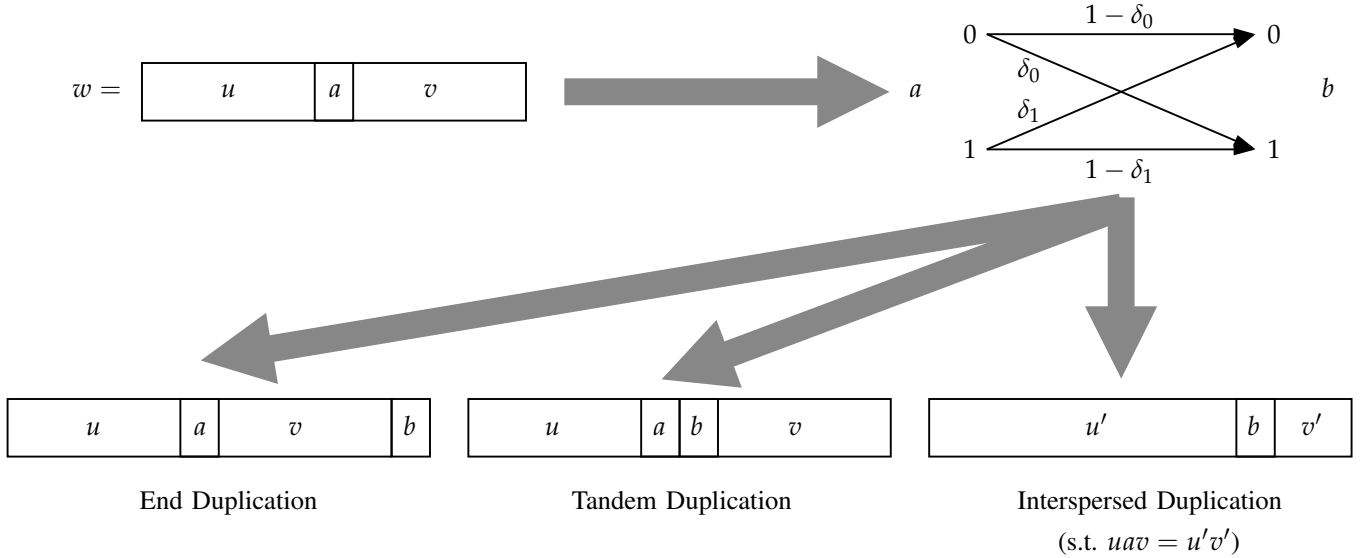 1 − δ₀
0 0
w = u a v a δ₀ b
δ₁
1 1
1 − δ₁
u a v b u a b v u′ b v′
End Duplication Tandem Duplication Interspersed Duplication
(s.t. uav = u′v′)